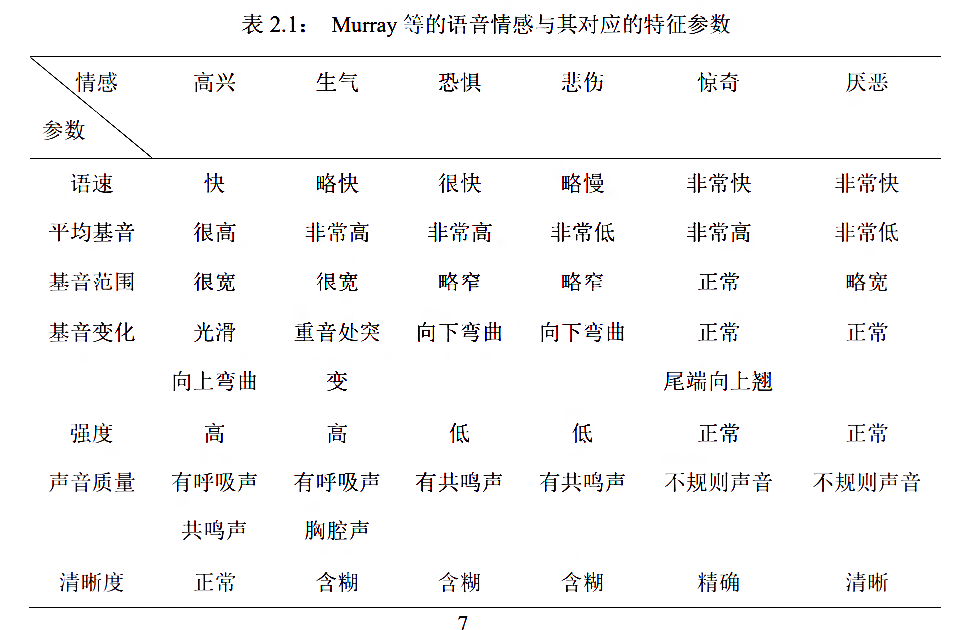 表 2.1： Murray 等的语音情感与其对应的特征参数
情感 高兴 生气 恐惧 悲伤 惊奇 厌恶
参数
语速 快 略快 很快 略慢 非常快 非常快
平均基音 很高 非常高 非常高 非常低 非常高 非常低
基音范围 很宽 很宽 略窄 略窄 正常 略宽
基音变化 光滑 重音处突 向下弯曲 向下弯曲 正常 正常
向上弯曲 变 尾端向上翘
强度 高 高 低 低 正常 正常
声音质量 有呼吸声 有呼吸声 有共鸣声 有共鸣声 不规则声音 不规则声音
共鸣声 胸腔声
清晰度 正常 含糊 含糊 含糊 精确 清晰
7